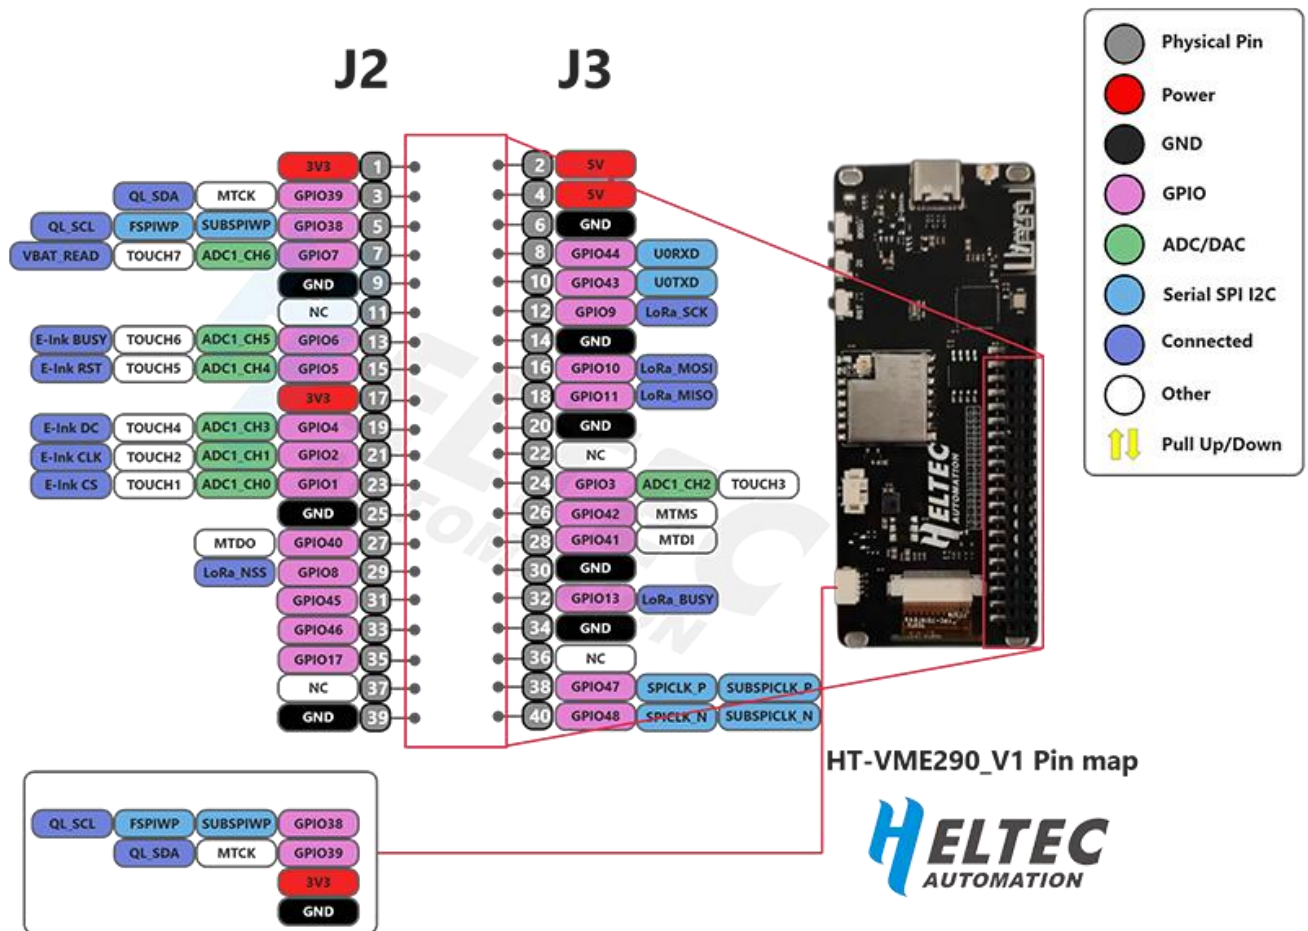 J2 J3
3V3 1 2 5V
QL_SDA MTCK GPIO39 3 4 5V
QL_SCL FSPIWP SUBSPIWP GPIO38 5 6 GND
VBAT_READ TOUCH7 ADC1_CH6 GPIO7 7 8 GPIO44 U0RXD
GND 9 10 GPIO43 U0TXD
NC 11 12 GPIO9 LoRa_SCK
E-Ink BUSY TOUCH6 ADC1_CH5 GPIO6 13 14 GND
E-Ink RST TOUCH5 ADC1_CH4 GPIO5 15 16 GPIO10 LoRa_MOSI
3V3 17 18 GPIO11 LoRa_MISO
E-Ink DC TOUCH4 ADC1_CH3 GPIO4 19 20 GND
E-Ink CLK TOUCH2 ADC1_CH1 GPIO2 21 22 NC
E-Ink CS TOUCH1 ADC1_CH0 GPIO1 23 24 GPIO3 ADC1_CH2 TOUCH3
GND 25 26 GPIO42 MTMS
MTDO GPIO40 27 28 GPIO41 MTDI
LoRa_NSS GPIO8 29 30 GND
GPIO45 31 32 GPIO13 LoRa_BUSY
GPIO46 33 34 GND
GPIO17 35 36 NC
NC 37 38 GPIO47 SPICLK_P SUBSPICLK_P
GND 39 40 GPIO48 SPICLK_N SUBSPICLK_N
Physical Pin
Power
GND
GPIO
ADC/DAC
Serial SPI I2C
Connected
Other
Pull Up/Down
RST
HELTEC
AUTOMATION
QL_SCL FSPIWP SUBSPIWP GPIO38
QL_SDA MTCK GPIO39
3V3
GND
HT-VME290_V1 Pin map
HELTEC
AUTOMATION